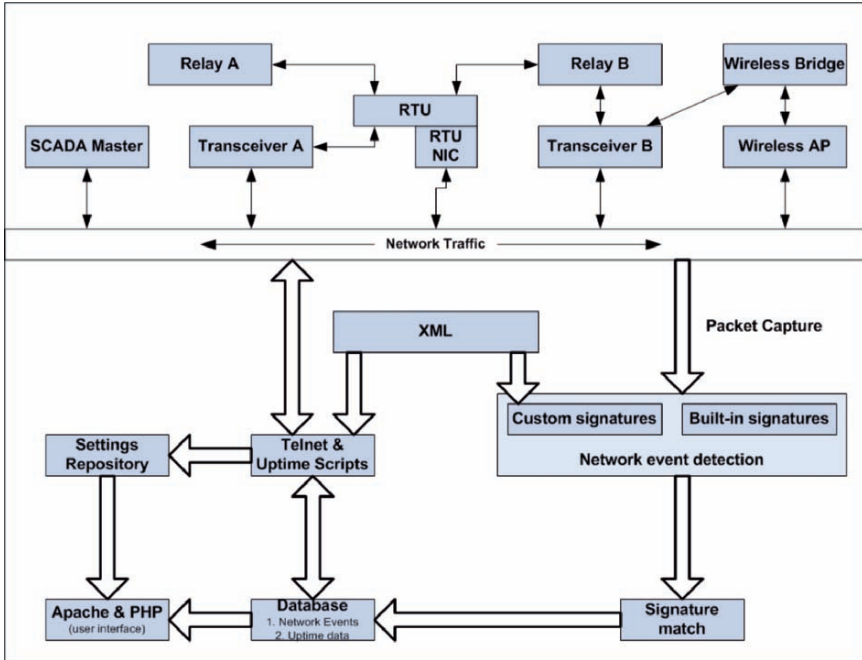 Relay A
Relay B
Wireless Bridge
RTU
SCADA Master
Transceiver A
RTU
NIC
Transceiver B
Wireless AP
Network Traffic
XML
Packet Capture
Custom signatures
Built-in signatures
Settings
Repository
Telnet &
Uptime Scripts
Network event detection
Apache & PHP
(user interface)
Database
1. Network Events
2. Uptime data
Signature
match